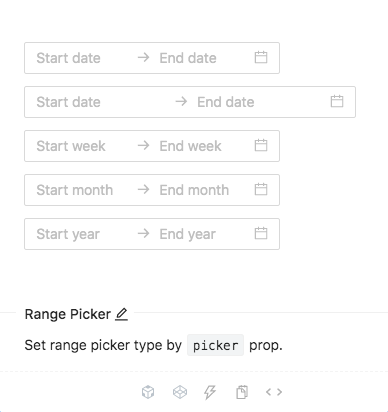 Start date → End date
Start date → End date
Start week → End week
Start month → End month
Start year → End year
Range Picker
Set range picker type by picker prop.